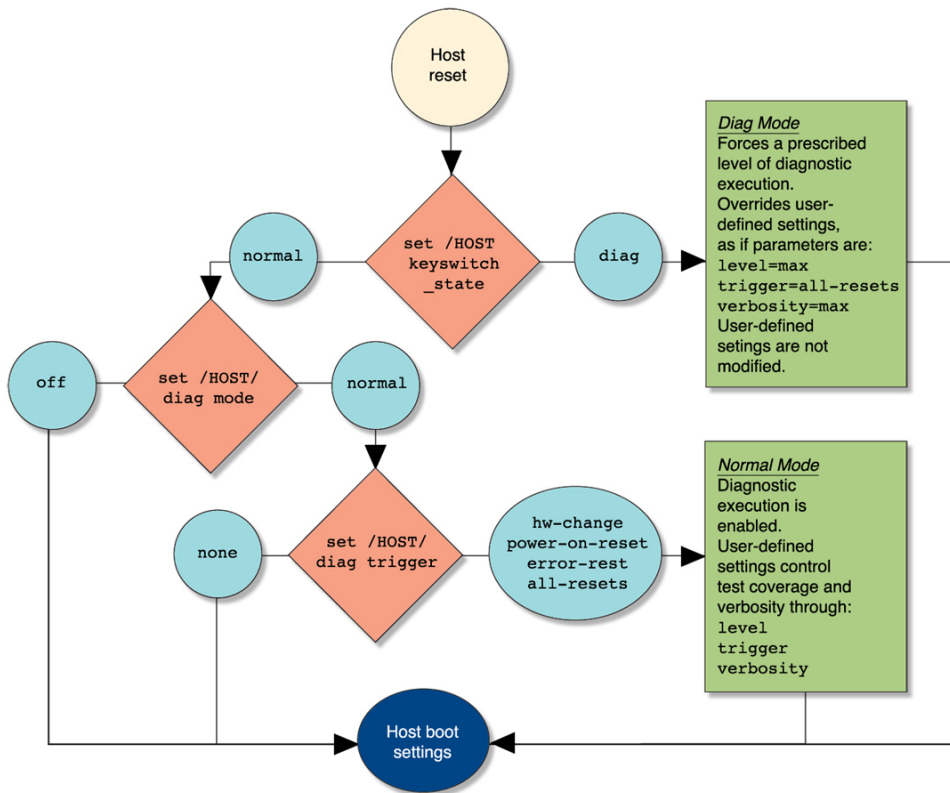 Host
reset
set /HOST
keyswitch
_state
normal
diag
Diag Mode
Forces a prescribed
level of diagnostic
execution.
Overrides user-
defined settings,
as if parameters are:
level=max
trigger=all-resets
verbosity=max
User-defined
setings are not
modified.
off
set /HOST/
diag mode
normal
none
set /HOST/
diag trigger
hw-change
power-on-reset
error-rest
all-resets
Normal Mode
Diagnostic
execution is
enabled.
User-defined
settings control
test coverage and
verbosity through:
level
trigger
verbosity
Host boot
settings